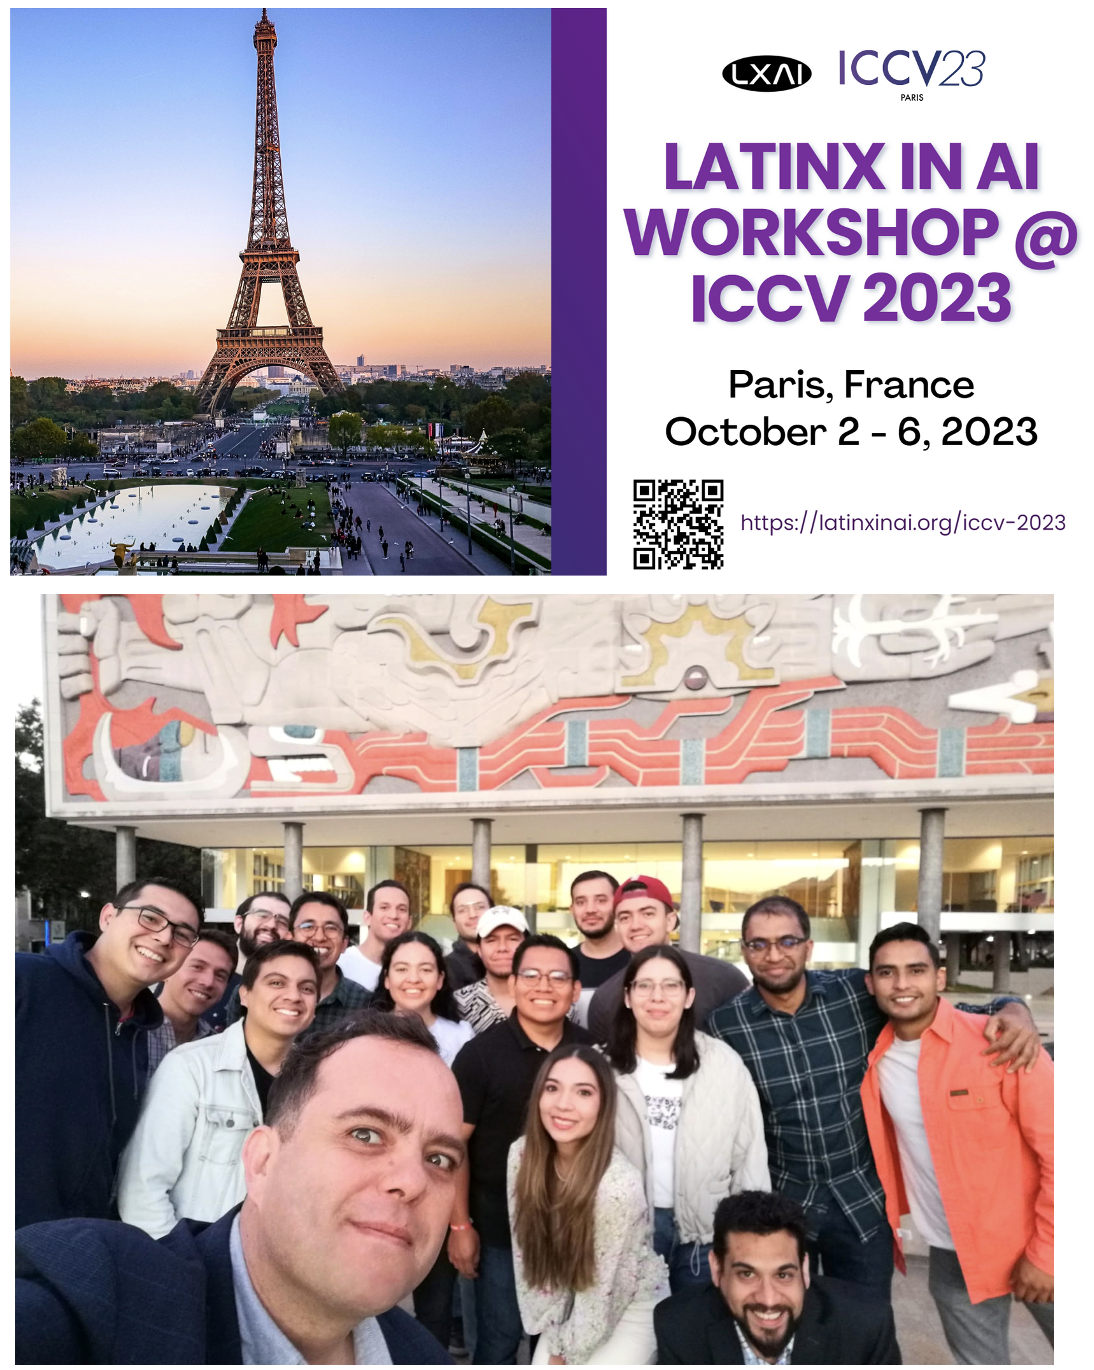 LXAI
ICCV23
PARIS
LATINX IN AI
WORKSHOP @
ICCV 2023
Paris, France
October 2 - 6, 2023
https://latinxinai.org/iccv-2023